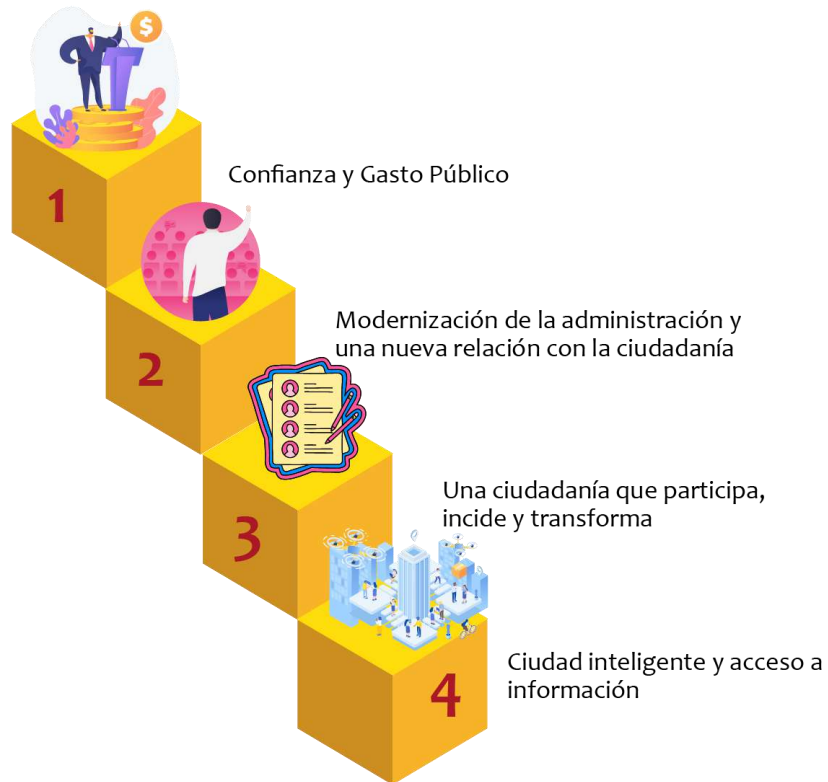 $
1
Confianza y Gasto Público
2
Modernización de la administración y
una nueva relación con la ciudadanía
3
Una ciudadanía que participa,
incide y transforma
4
Ciudad inteligente y acceso a
información